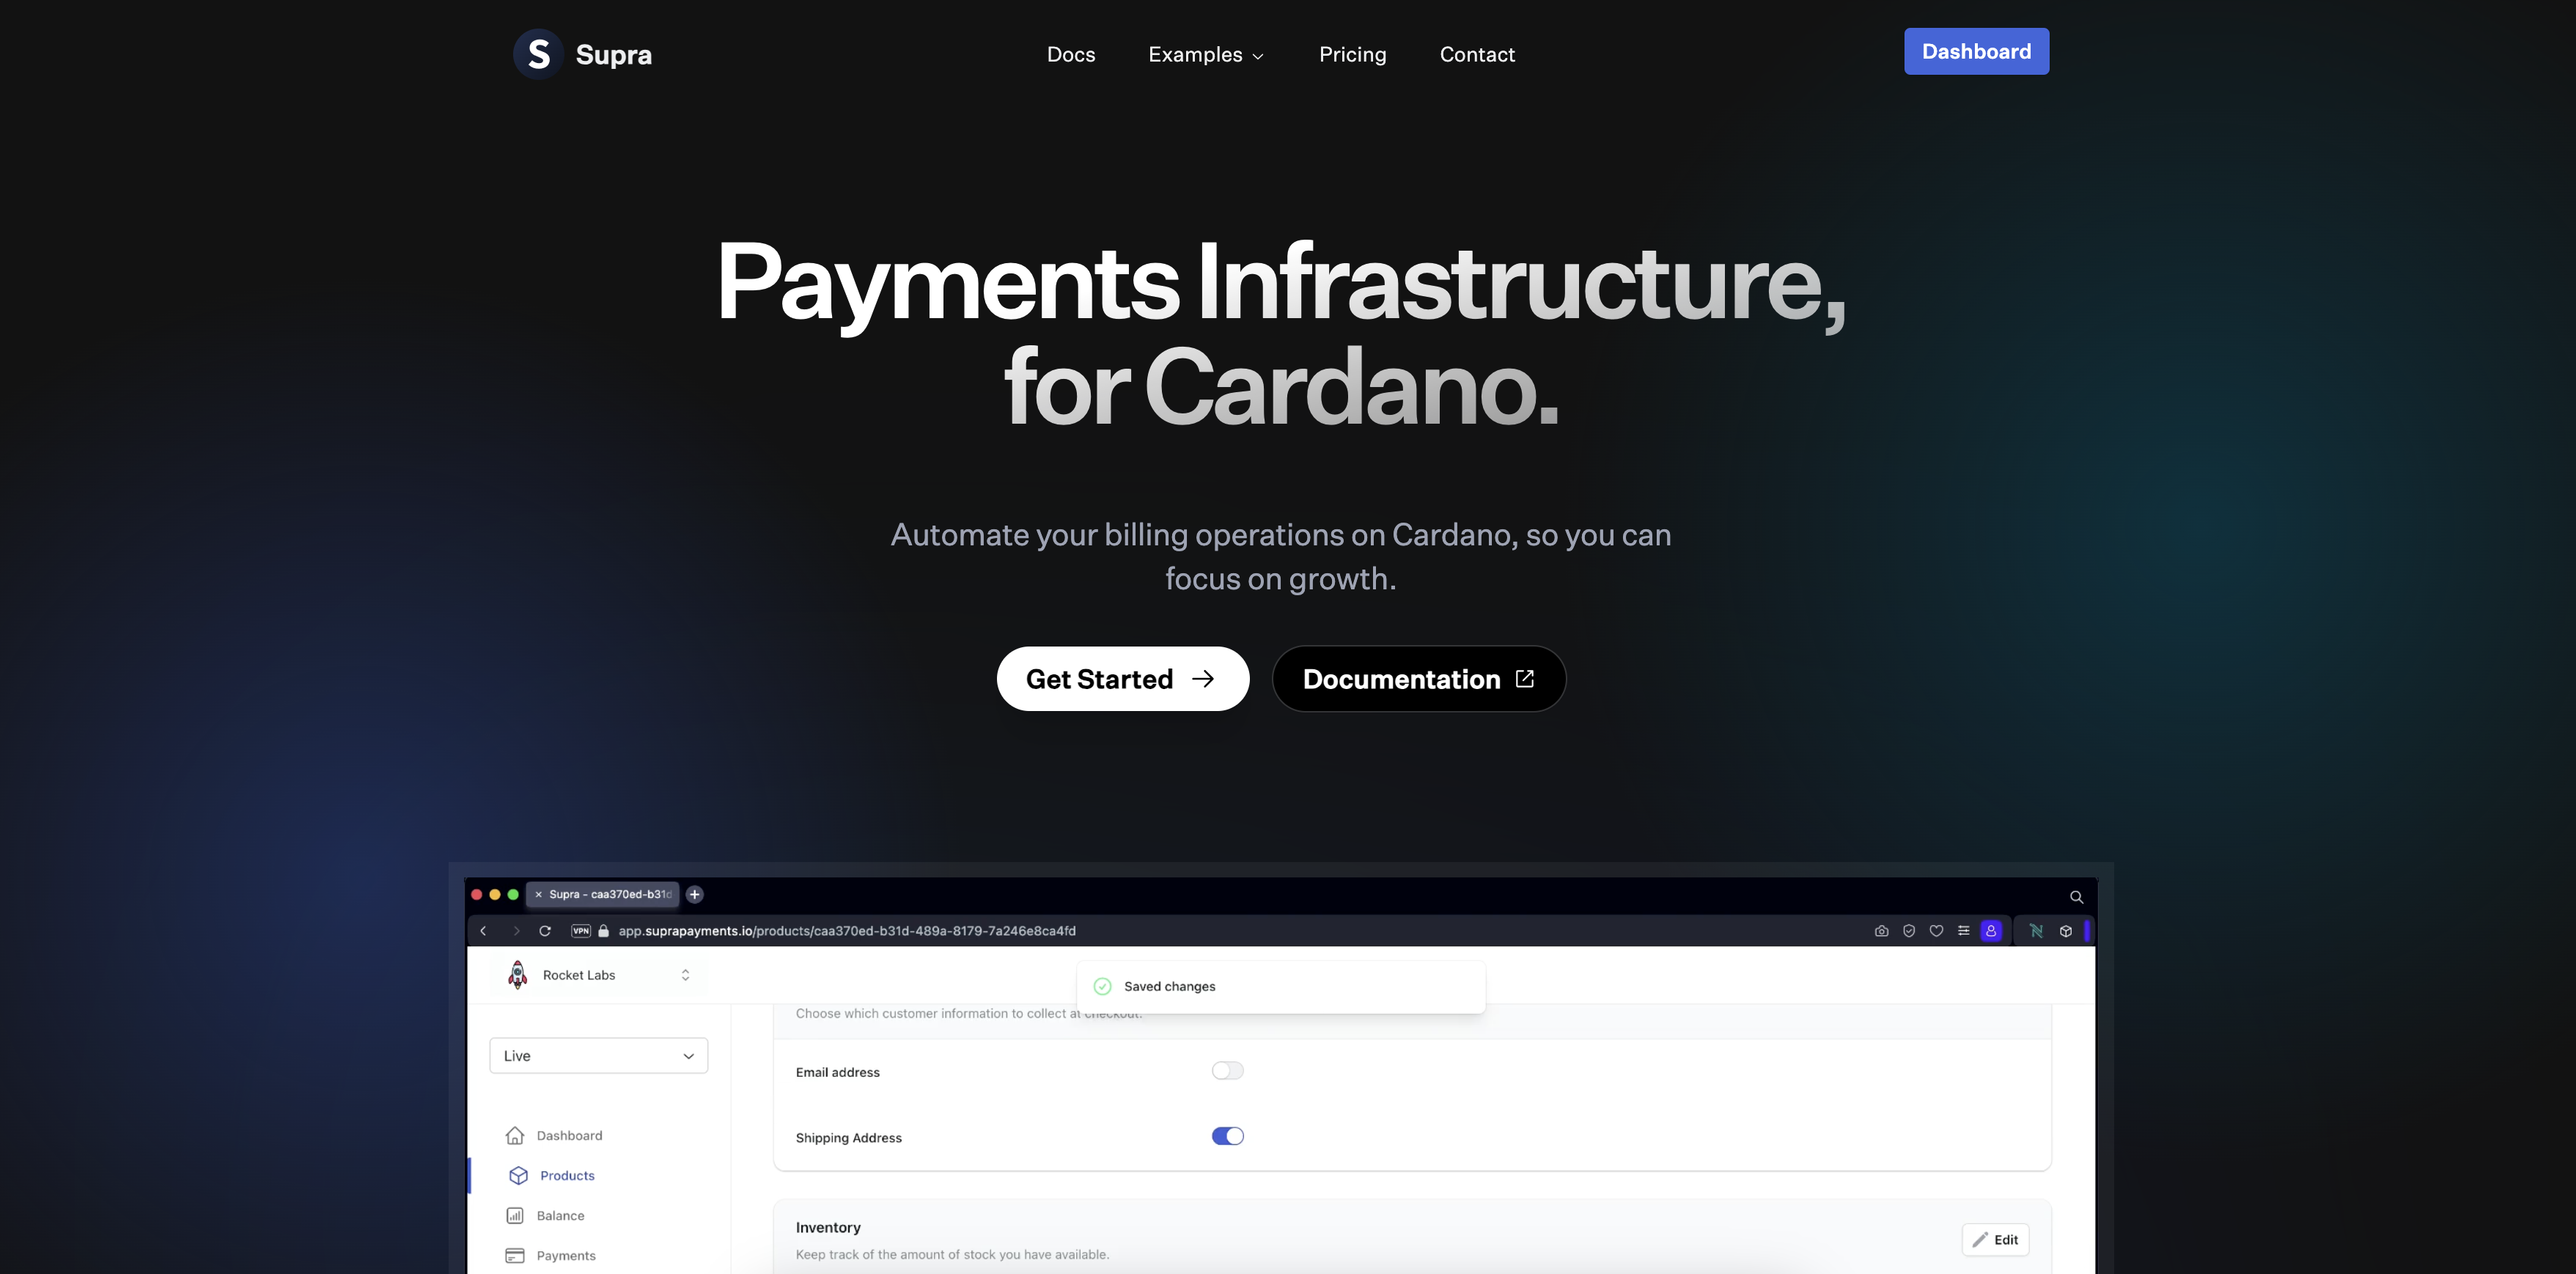 S Supra
Docs
Examples
Pricing
Contact
Dashboard
Payments Infrastructure,
for Cardano.
Automate your billing operations on Cardano, so you can
focus on growth.
Get Started
Documentation
Supra - caa370ed-b31d
VPN
app.suprapayments.io/products/caa370ed-b31d-489a-8179-7a246e8ca4fd
Rocket Labs
Saved changes
Choose which customer information to collect at checkout.
Live
Email address
Shipping Address
Dashboard
Products
Balance
Payments
Inventory
Keep track of the amount of stock you have available.
Edit